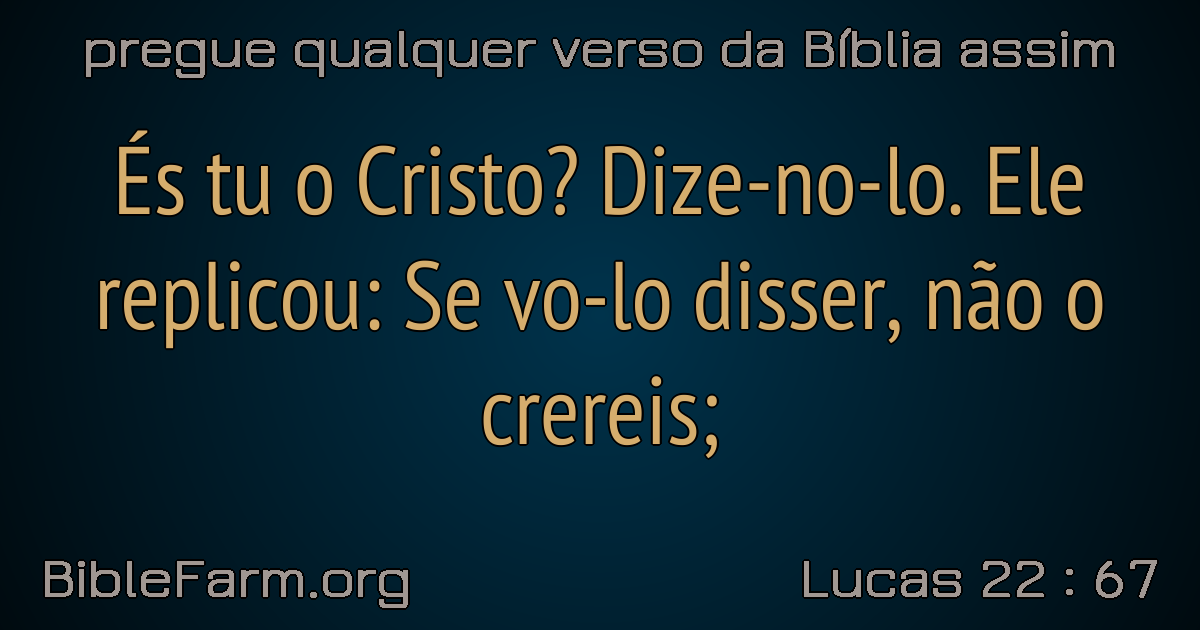 pregue qualquer verso da Bíblia assim
És tu o Cristo? Dize-no-lo. Ele
replicou: Se vo-lo disser, não o
crereis;
BibleFarm.org
Lucas 22 : 67